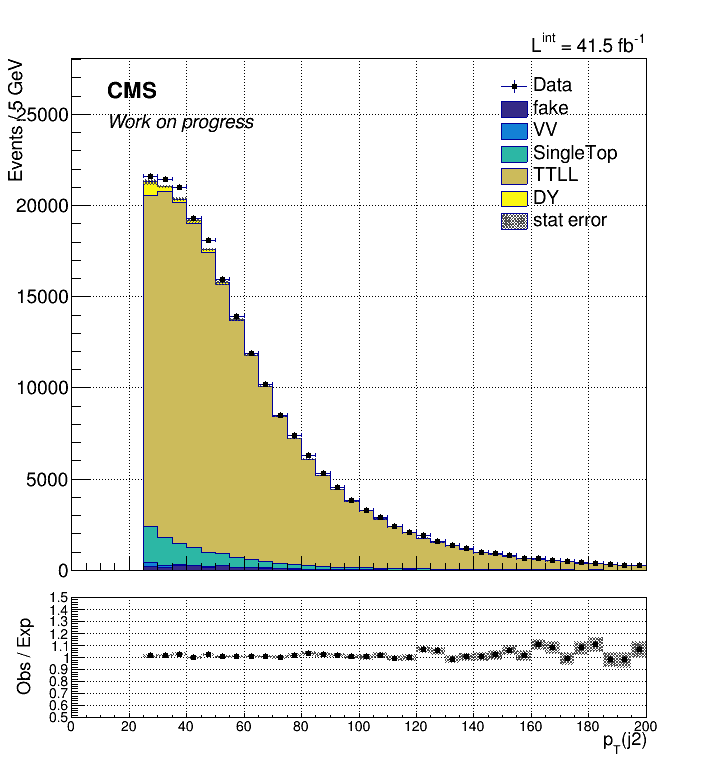 L^int = 41.5 fb^-1
Events / 5 GeV
CMS
Work on progress
Data
fake
VV
SingleTop
TTLL
DY
stat error
25000
20000
15000
10000
5000
0
Obs / Exp
1.5
1.4
1.3
1.2
1.1
1
0.9
0.8
0.7
0.6
0.5
0 20 40 60 80 100 120 140 160 180 200
p_T(j2)